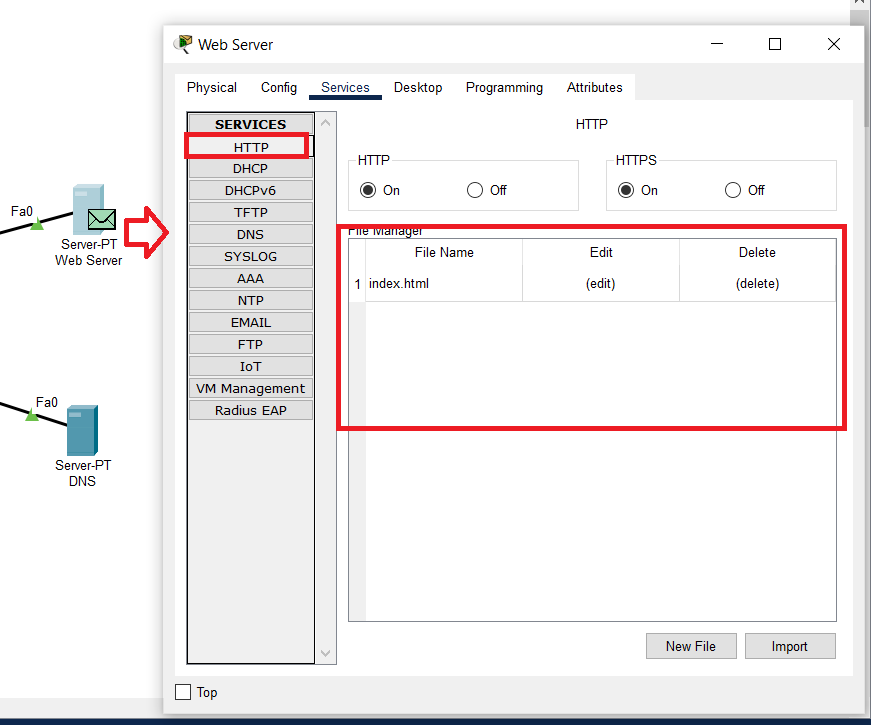 Web Server
Physical Config Services Desktop Programming Attributes
SERVICES
HTTP
DHCP
DHCPv6
TFTP
DNS
SYSLOG
AAA
NTP
EMAIL
FTP
IoT
VM Management
Radius EAP
HTTP
HTTP
On Off
HTTPS
On Off
File Manager
File Name Edit Delete
1 index.html (edit) (delete)
New File Import
Top
Fa0
Server-PT
Web Server
Fa0
Server-PT
DNS